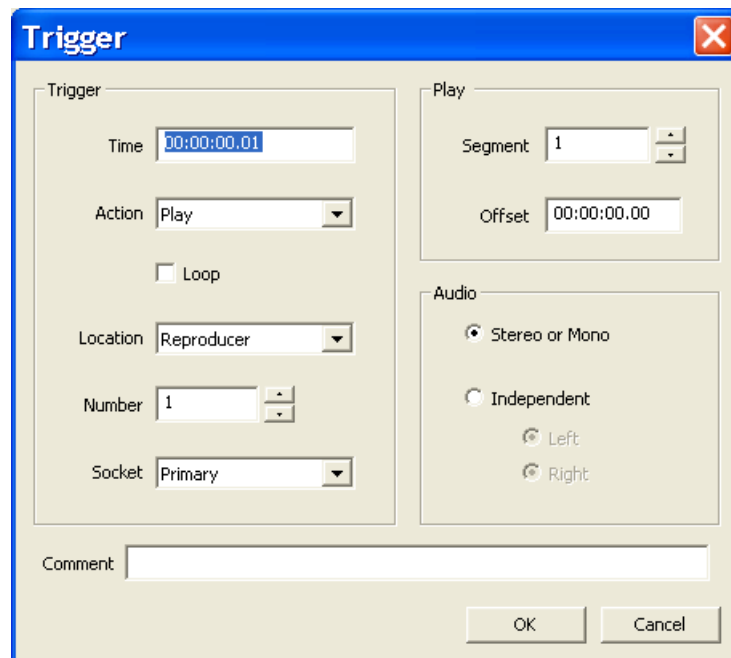 Trigger
Trigger
Time 00:00:00.01
Action Play
Loop
Location Reproducer
Number 1
Socket Primary
Play
Segment 1
Offset 00:00:00.00
Audio
Stereo or Mono
Independent
Left
Right
Comment
OK Cancel